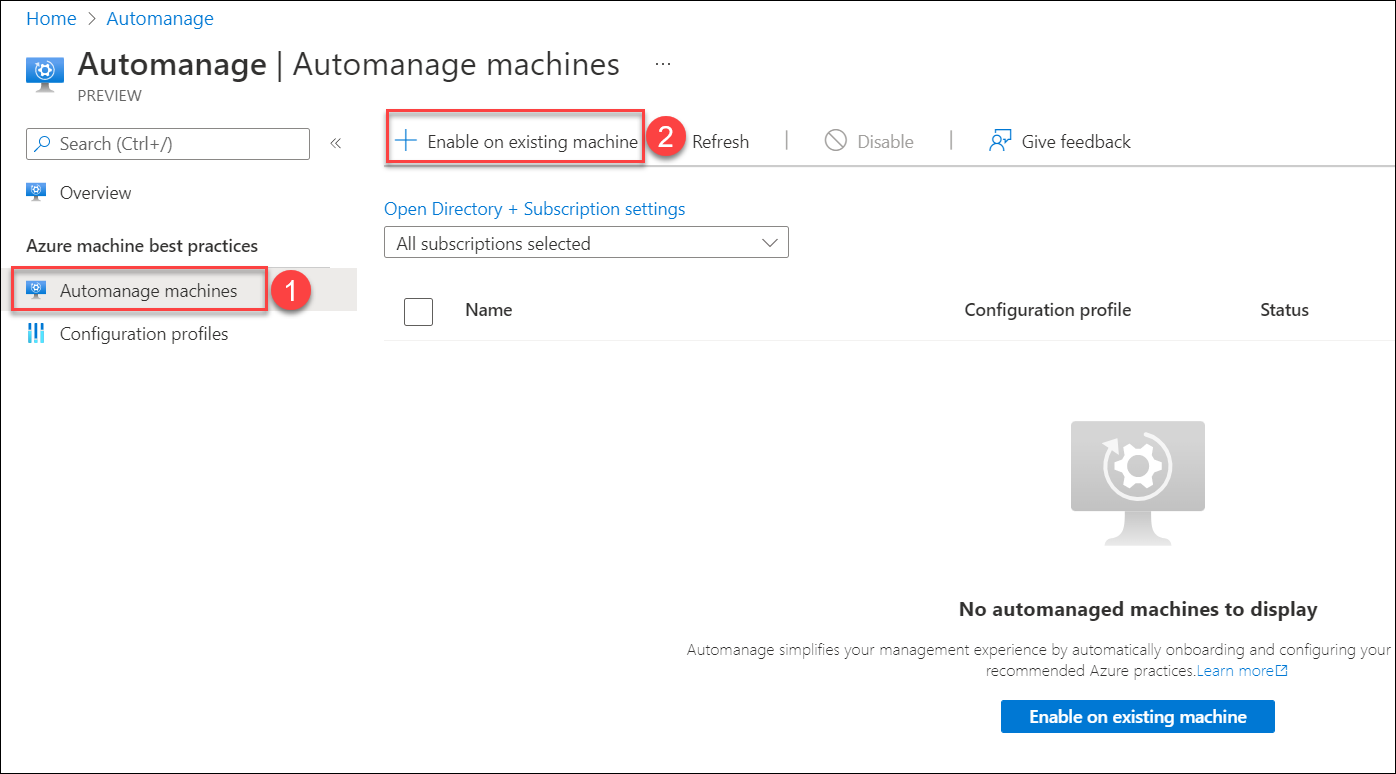 Home > Automanage
Automanage | Automanage machines ...
PREVIEW
Search (Ctrl+/) «
Overview
Azure machine best practices
Automanage machines 1
Configuration profiles
+ Enable on existing machine 2 Refresh | Disable | Give feedback
Open Directory + Subscription settings
All subscriptions selected
Name Configuration profile Status
No automanaged machines to display
Automanage simplifies your management experience by automatically onboarding and configuring your
recommended Azure practices.Learn more
Enable on existing machine